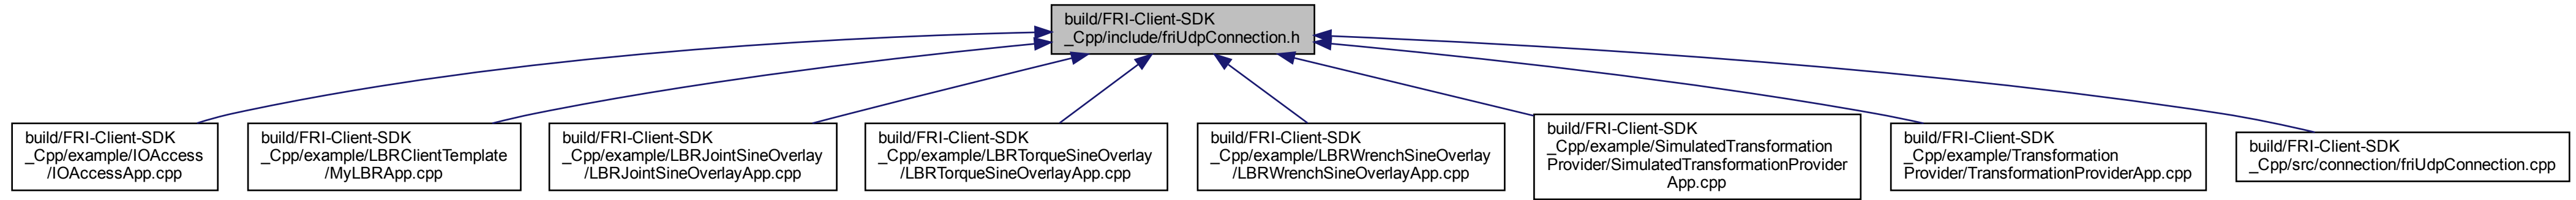 build/FRI-Client-SDK
_Cpp/include/friUdpConnection.h
build/FRI-Client-SDK
_Cpp/example/IOAccess
/IOAccessApp.cpp
build/FRI-Client-SDK
_Cpp/example/LBRClientTemplate
/MyLBRApp.cpp
build/FRI-Client-SDK
_Cpp/example/LBRJointSineOverlay
/LBRJointSineOverlayApp.cpp
build/FRI-Client-SDK
_Cpp/example/LBRTorqueSineOverlay
/LBRTorqueSineOverlayApp.cpp
build/FRI-Client-SDK
_Cpp/example/LBRWrenchSineOverlay
/LBRWrenchSineOverlayApp.cpp
build/FRI-Client-SDK
_Cpp/example/SimulatedTransformation
Provider/SimulatedTransformationProvider
App.cpp
build/FRI-Client-SDK
_Cpp/example/Transformation
Provider/TransformationProviderApp.cpp
build/FRI-Client-SDK
_Cpp/src/connection/friUdpConnection.cpp